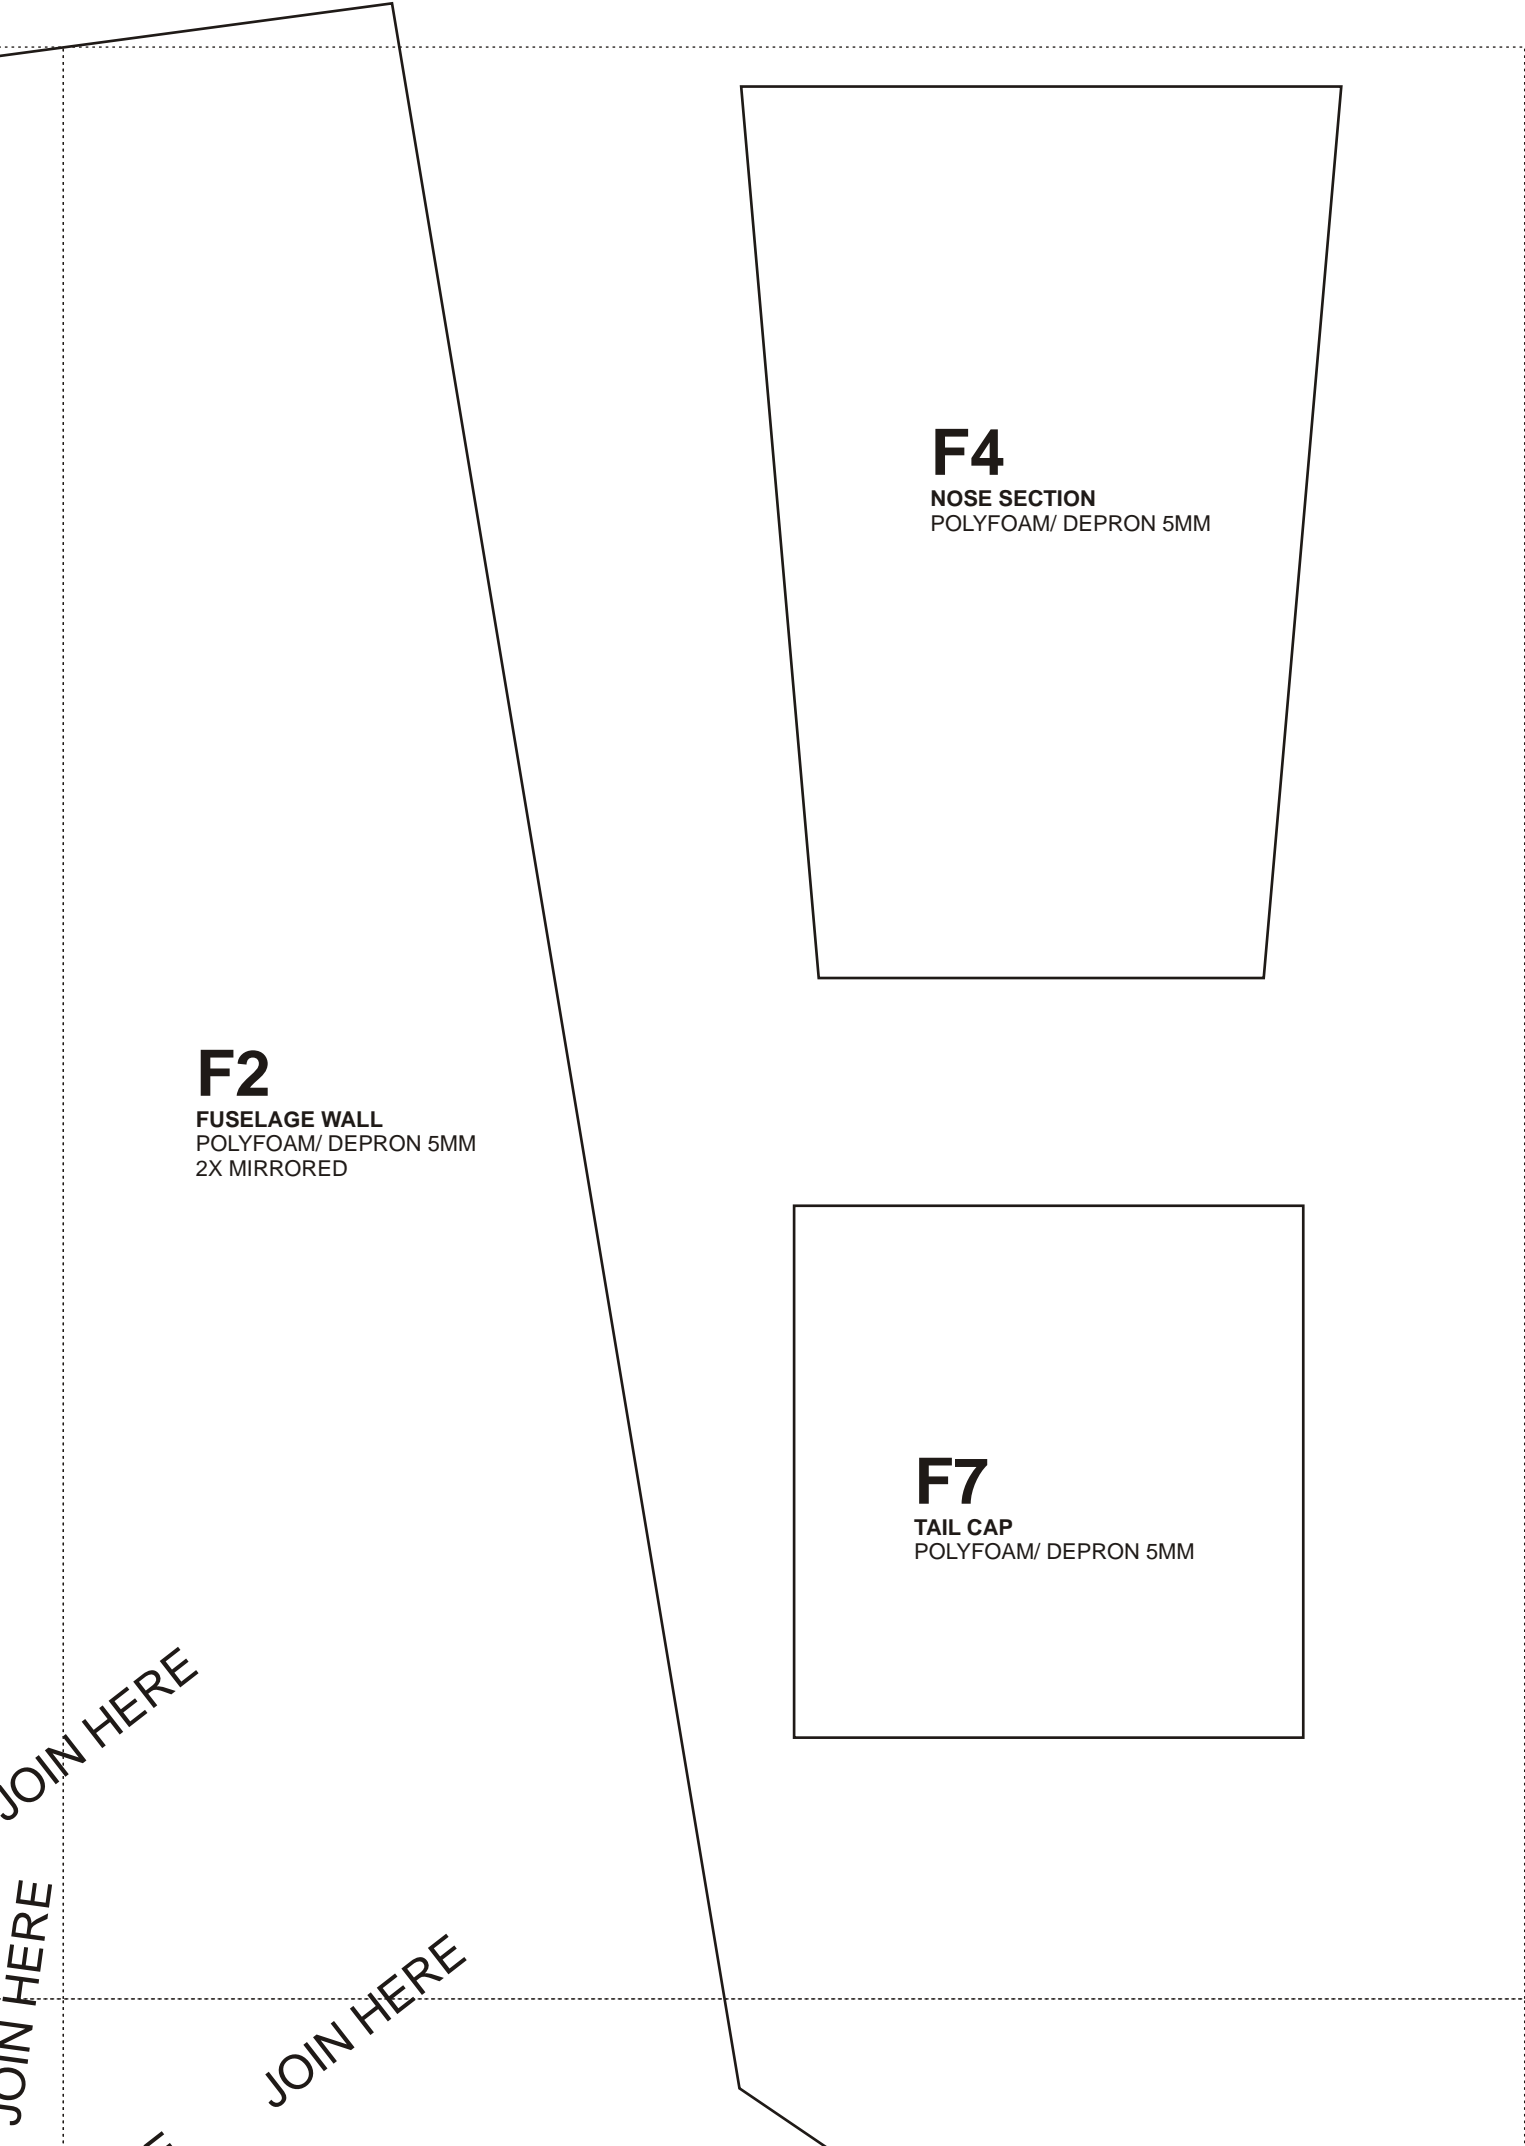 F4
NOSE SECTION
POLYFOAM/ DEPRON 5MM
F2
FUSELAGE WALL
POLYFOAM/ DEPRON 5MM
2X MIRRORED
F7
TAIL CAP
POLYFOAM/ DEPRON 5MM
JOIN HERE
JOIN HERE
JOIN HERE